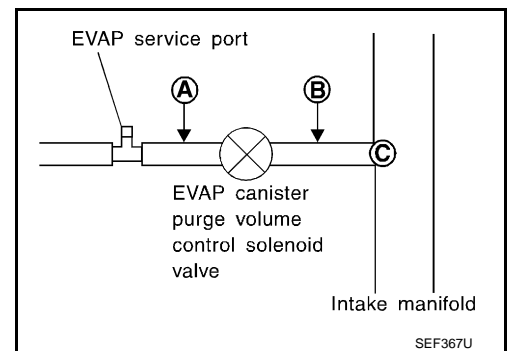 EVAP service port
A
B
C
EVAP canister
purge volume
control solenoid
valve
Intake manifold
SEF367U